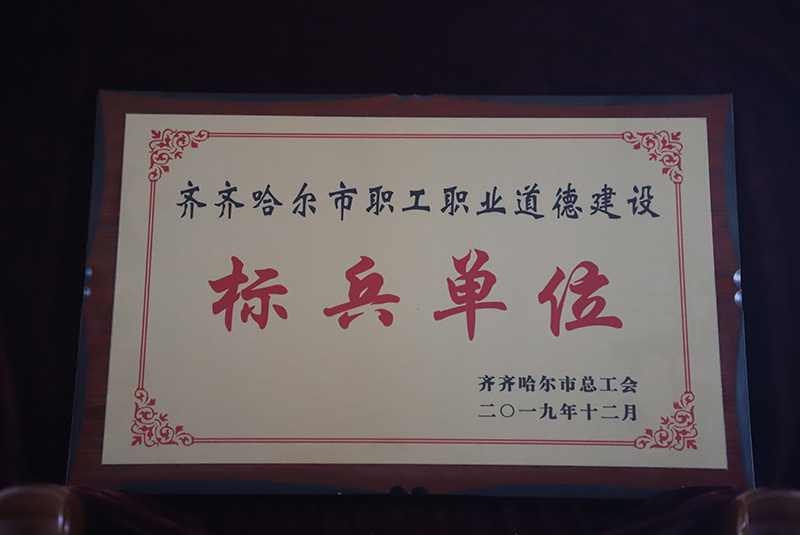 齐齐哈尔市职工职业道德建设
标兵单位
齐齐哈尔市总工会
二〇一九年十二月